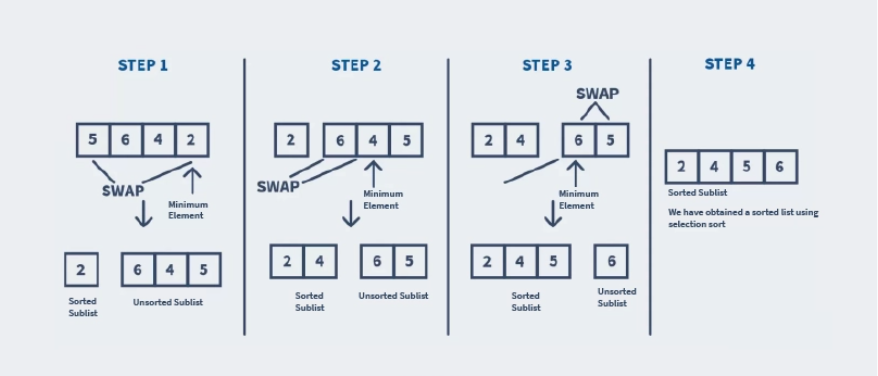 STEP 1
5 6 4 2
SWAP
Minimum
Element
2
6 4 5
Sorted
Sublist
Unsorted Sublist
STEP 2
2
6 4 5
SWAP
Minimum
Element
2 4
6 5
Sorted
Sublist
Unsorted Sublist
STEP 3
SWAP
2 4
6 5
Minimum
Element
2 4 5
6
Sorted
Sublist
Unsorted
Sublist
STEP 4
2 4 5 6
Sorted Sublist
We have obtained a sorted list using
selection sort